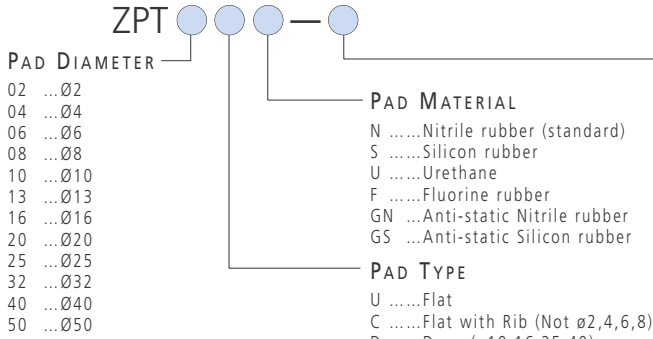 ZPT –
PAD DIAMETER
02 ...Ø2
04 ...Ø4
06 ...Ø6
08 ...Ø8
10 ...Ø10
13 ...Ø13
16 ...Ø16
20 ...Ø20
25 ...Ø25
32 ...Ø32
40 ...Ø40
50 ...Ø50
PAD MATERIAL
N ......Nitrile rubber (standard)
S ......Silicon rubber
U ......Urethane
F ......Fluorine rubber
GN ...Anti-static Nitrile rubber
GS ...Anti-static Silicon rubber
PAD TYPE
U ......Flat
C ......Flat with Rib (Not ø2,4,6,8)